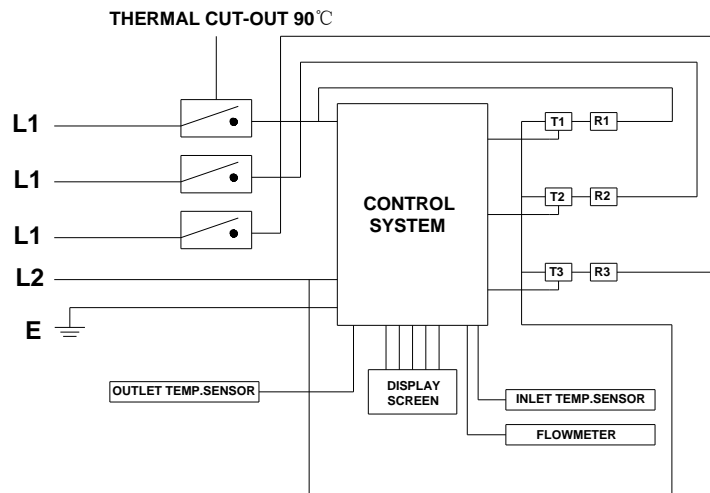 THERMAL CUT-OUT 90℃
L1
T1
R1
L1
T2
R2
CONTROL
SYSTEM
L1
L2
T3
R3
E
OUTLET TEMP.SENSOR
DISPLAY
SCREEN
INLET TEMP.SENSOR
FLOWMETER